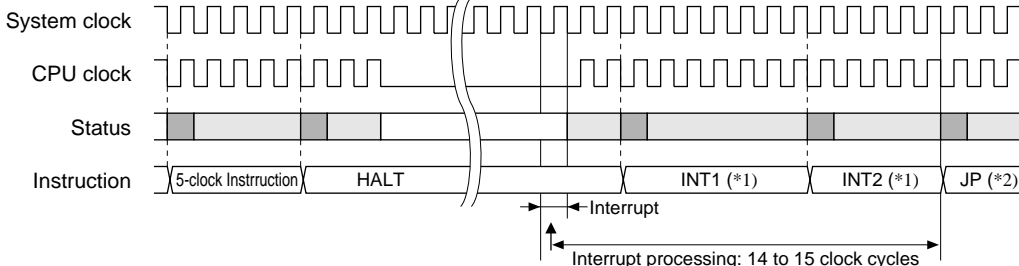 System clock
CPU clock
Status
Instruction
5-clock Instrruction
HALT
INT1 (*1)
INT2 (*1)
JP (*2)
Interrupt
Interrupt processing: 14 to 15 clock cycles